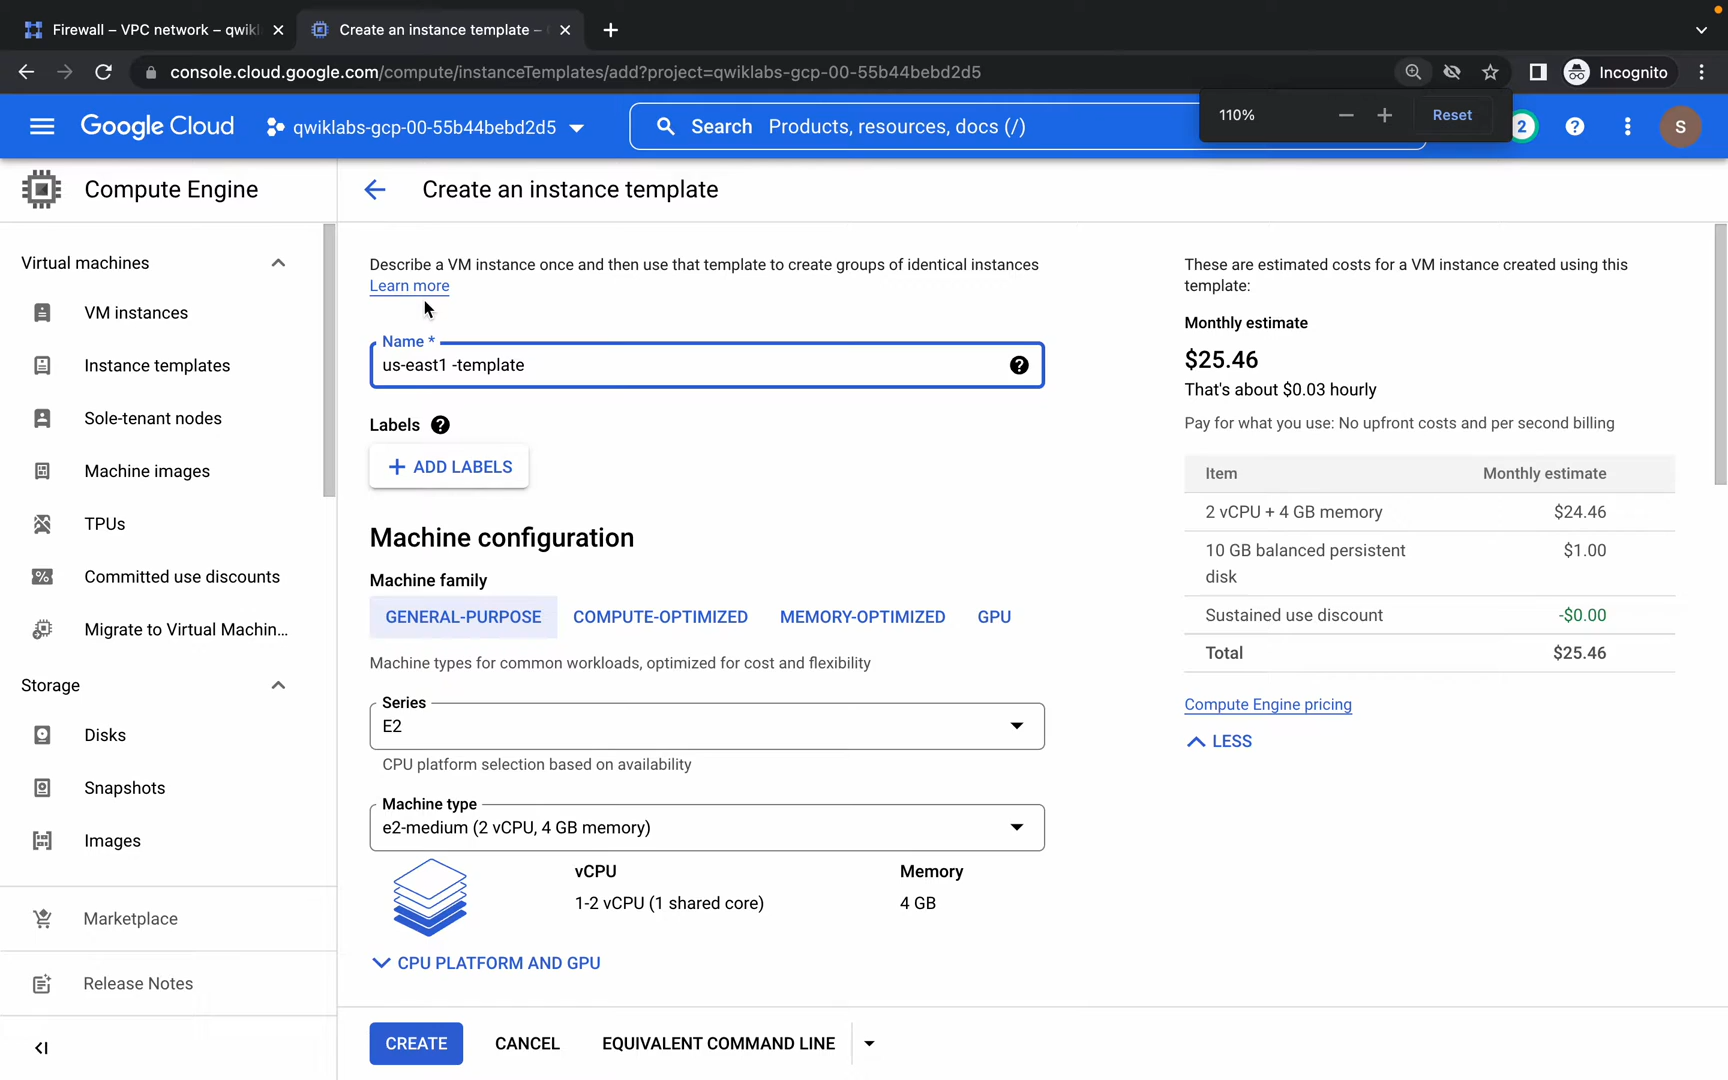 Firewall – VPC network – qwikl
Create an instance template –
console.cloud.google.com/compute/instanceTemplates/add?project=qwiklabs-gcp-00-55b44bebd2d5
Incognito
110%
Reset
Google Cloud
qwiklabs-gcp-00-55b44bebd2d5
Search Products, resources, docs (/)
2
S
Compute Engine
Create an instance template
Virtual machines
VM instances
Instance templates
Sole-tenant nodes
Machine images
TPUs
Committed use discounts
Migrate to Virtual Machin...
Storage
Disks
Snapshots
Images
Marketplace
Release Notes
Describe a VM instance once and then use that template to create groups of identical instances
Learn more
Name *
us-east1 -template
Labels
ADD LABELS
Machine configuration
Machine family
GENERAL-PURPOSE COMPUTE-OPTIMIZED MEMORY-OPTIMIZED GPU
Machine types for common workloads, optimized for cost and flexibility
Series
E2
CPU platform selection based on availability
Machine type
e2-medium (2 vCPU, 4 GB memory)
vCPU Memory
1-2 vCPU (1 shared core) 4 GB
CPU PLATFORM AND GPU
CREATE CANCEL EQUIVALENT COMMAND LINE
These are estimated costs for a VM instance created using this
template:
Monthly estimate
$25.46
That's about $0.03 hourly
Pay for what you use: No upfront costs and per second billing
Item Monthly estimate
2 vCPU + 4 GB memory $24.46
10 GB balanced persistent $1.00
disk
Sustained use discount -$0.00
Total $25.46
Compute Engine pricing
LESS